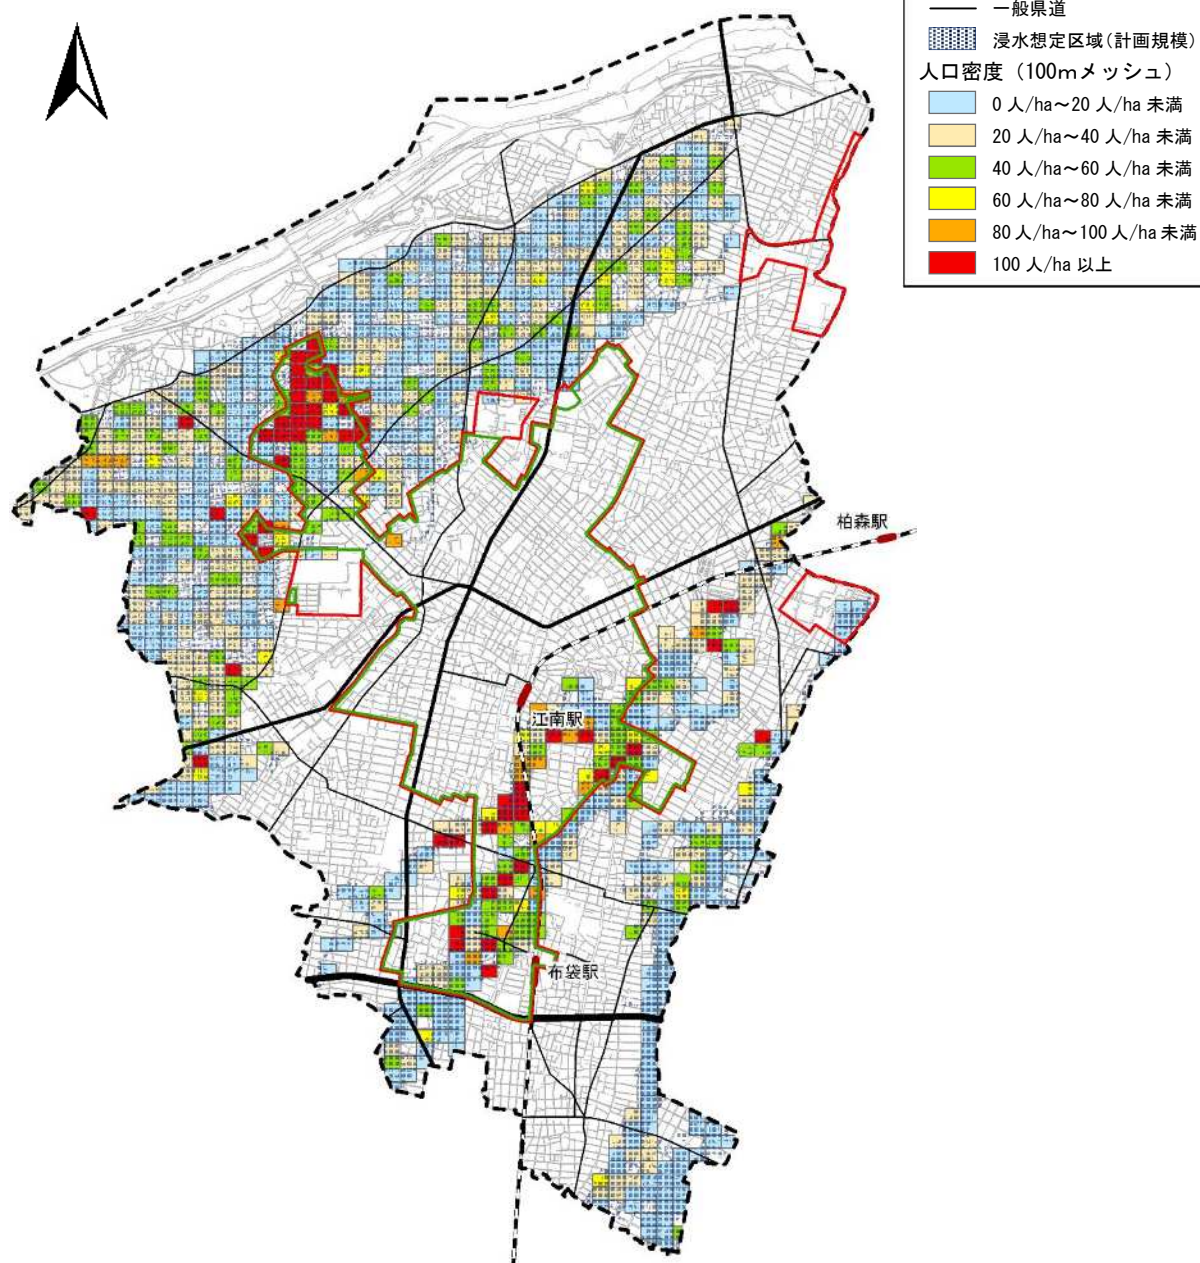 一般県道
浸水想定区域(計画規模)
人口密度（100mメッシュ）
0 人/ha～20 人/ha 未満
20 人/ha～40 人/ha 未満
40 人/ha～60 人/ha 未満
60 人/ha～80 人/ha 未満
80 人/ha～100 人/ha 未満
100 人/ha 以上
柏森駅
江南駅
布袋駅